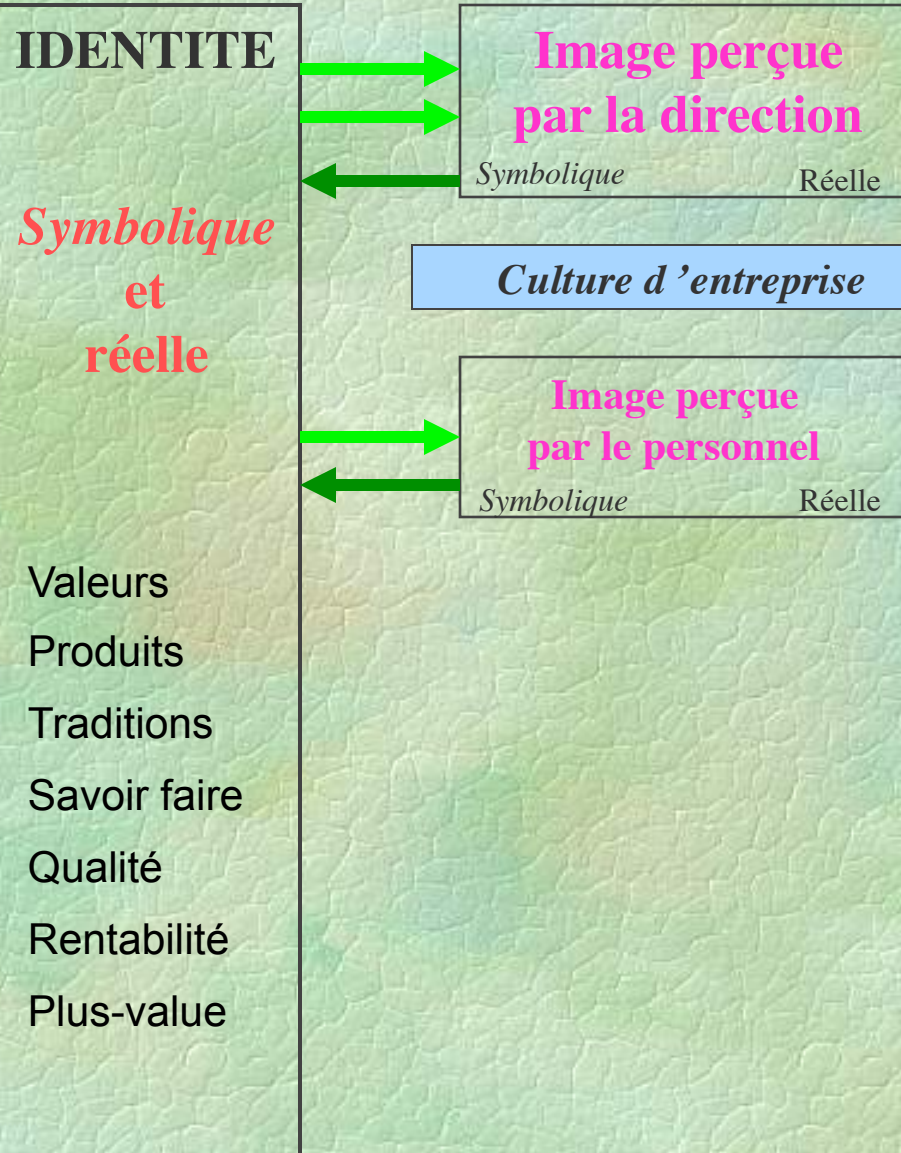 IDENTITE
Symbolique
et
réelle
Valeurs
Produits
Traditions
Savoir faire
Qualité
Rentabilité
Plus-value
Image perçue
par la direction
Symbolique Réelle
Culture d ’entreprise
Image perçue
par le personnel
Symbolique Réelle